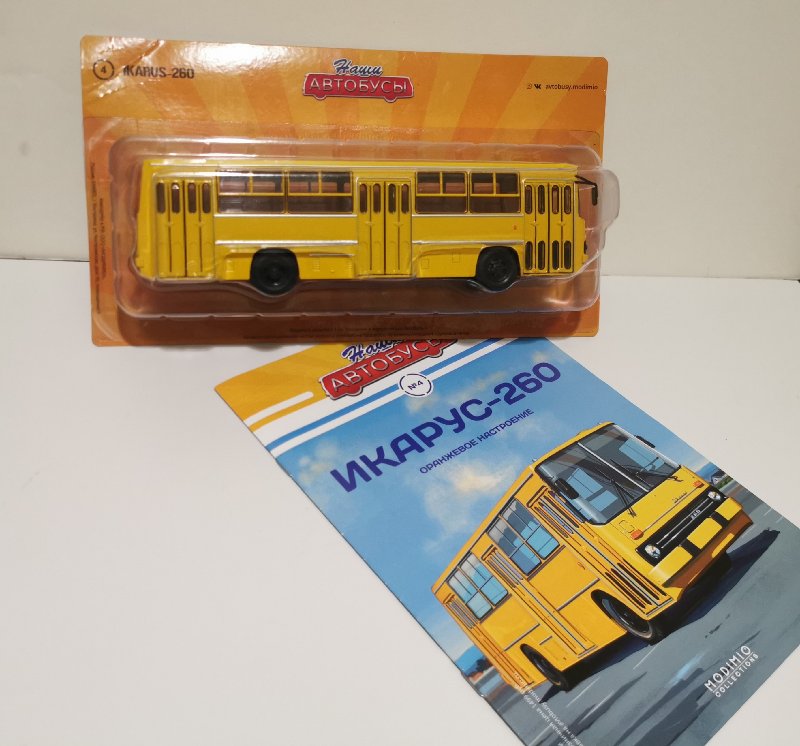 4 IKARUS-260
Наши
АВТОБУСЫ
avtobusy.modimio
Наши
АВТОБУСЫ
№4
ИКАРУС-260
ОРАНЖЕВОЕ НАСТРОЕНИЕ
MODIMIO
COLLECTIONS